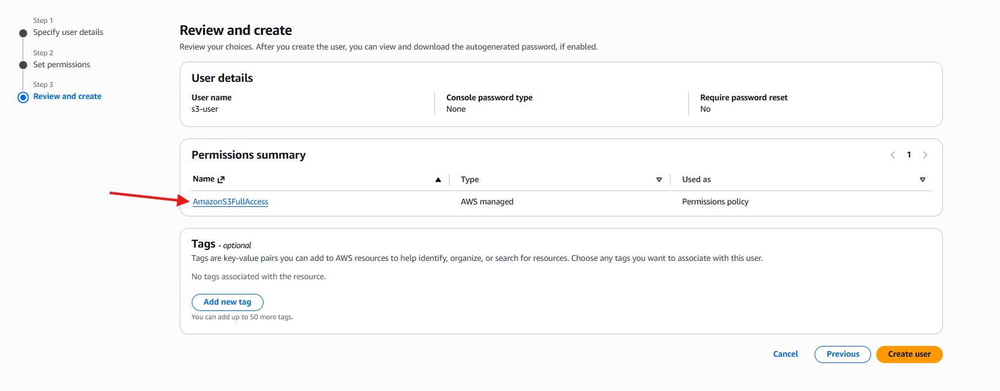 Step 1
Specify user details
Step 2
Set permissions
Step 3
Review and create
Review and create
Review your choices. After you create the user, you can view and download the autogenerated password, if enabled.
User details
User name
s3-user
Console password type
None
Require password reset
No
Permissions summary
1
Name Type Used as
AmazonS3FullAccess AWS managed Permissions policy
Tags - optional
Tags are key-value pairs you can add to AWS resources to help identify, organize, or search for resources. Choose any tags you want to associate with this user.
No tags associated with the resource.
Add new tag
You can add up to 50 more tags.
Cancel Previous Create user